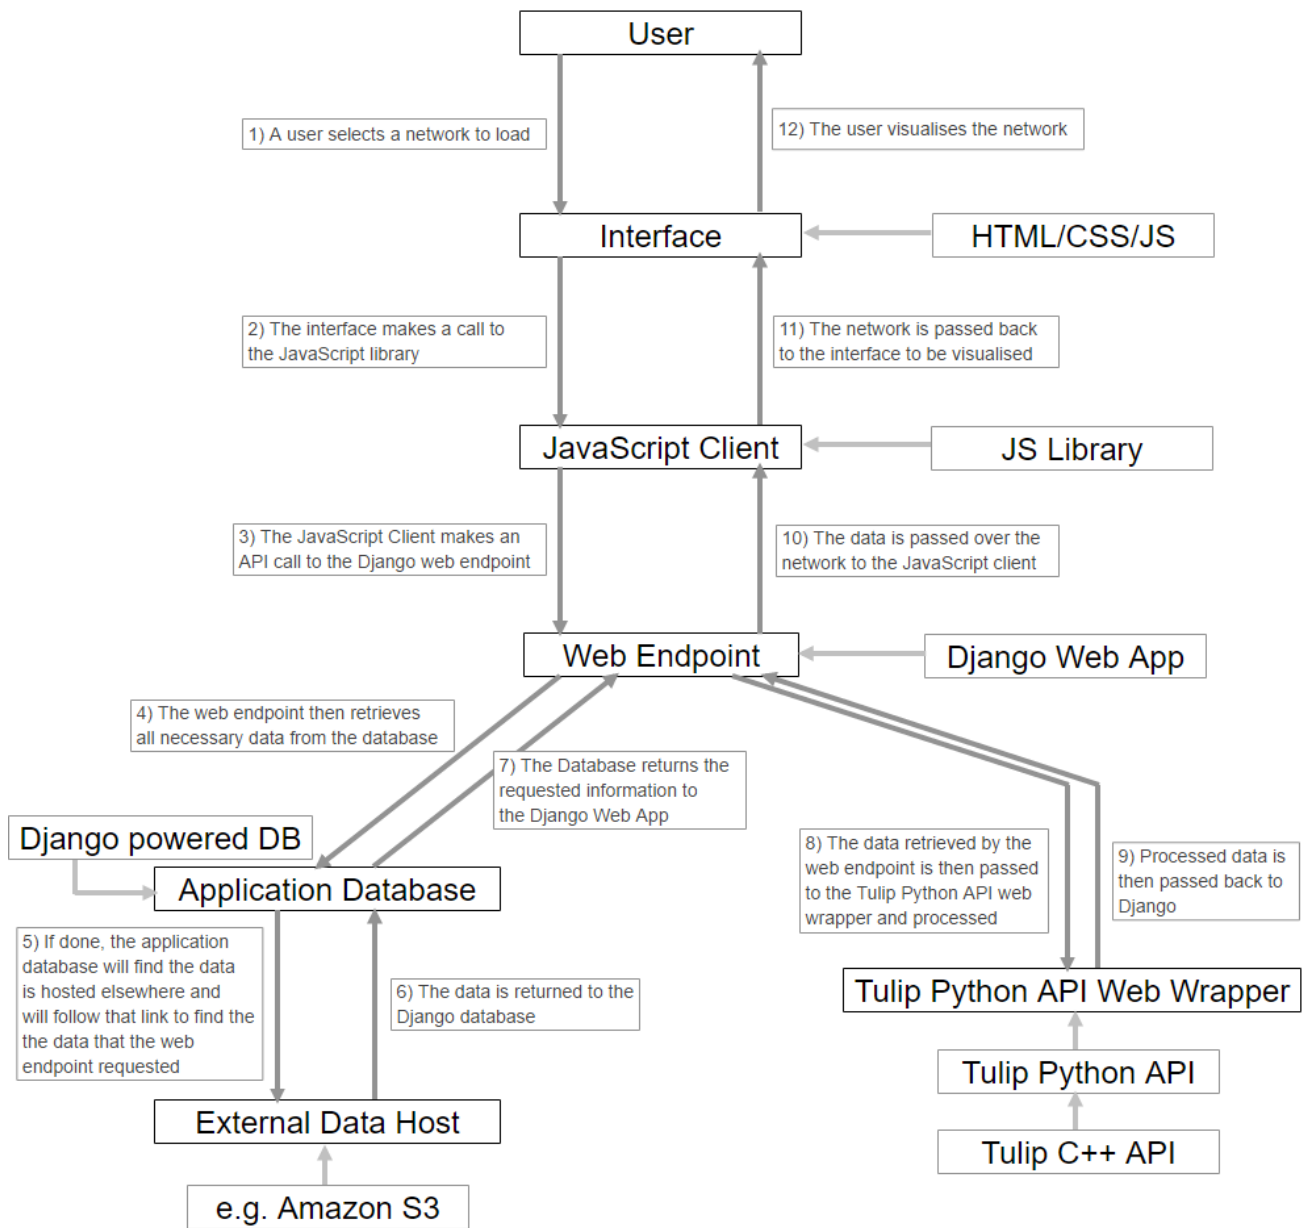 User
1) A user selects a network to load
12) The user visualises the network
Interface
HTML/CSS/JS
2) The interface makes a call to
the JavaScript library
11) The network is passed back
to the interface to be visualised
JavaScript Client
JS Library
3) The JavaScript Client makes an
API call to the Django web endpoint
10) The data is passed over the
network to the JavaScript client
Web Endpoint
Django Web App
4) The web endpoint then retrieves
all necessary data from the database
7) The Database returns the
requested information to
the Django Web App
Django powered DB
Application Database
8) The data retrieved by the
web endpoint is then passed
to the Tulip Python API web
wrapper and processed
9) Processed data is
then passed back to
Django
5) If done, the application
database will find the data
is hosted elsewhere and
will follow that link to find the
the data that the web
endpoint requested
6) The data is returned to the
Django database
Tulip Python API Web Wrapper
Tulip Python API
External Data Host
Tulip C++ API
e.g. Amazon S3